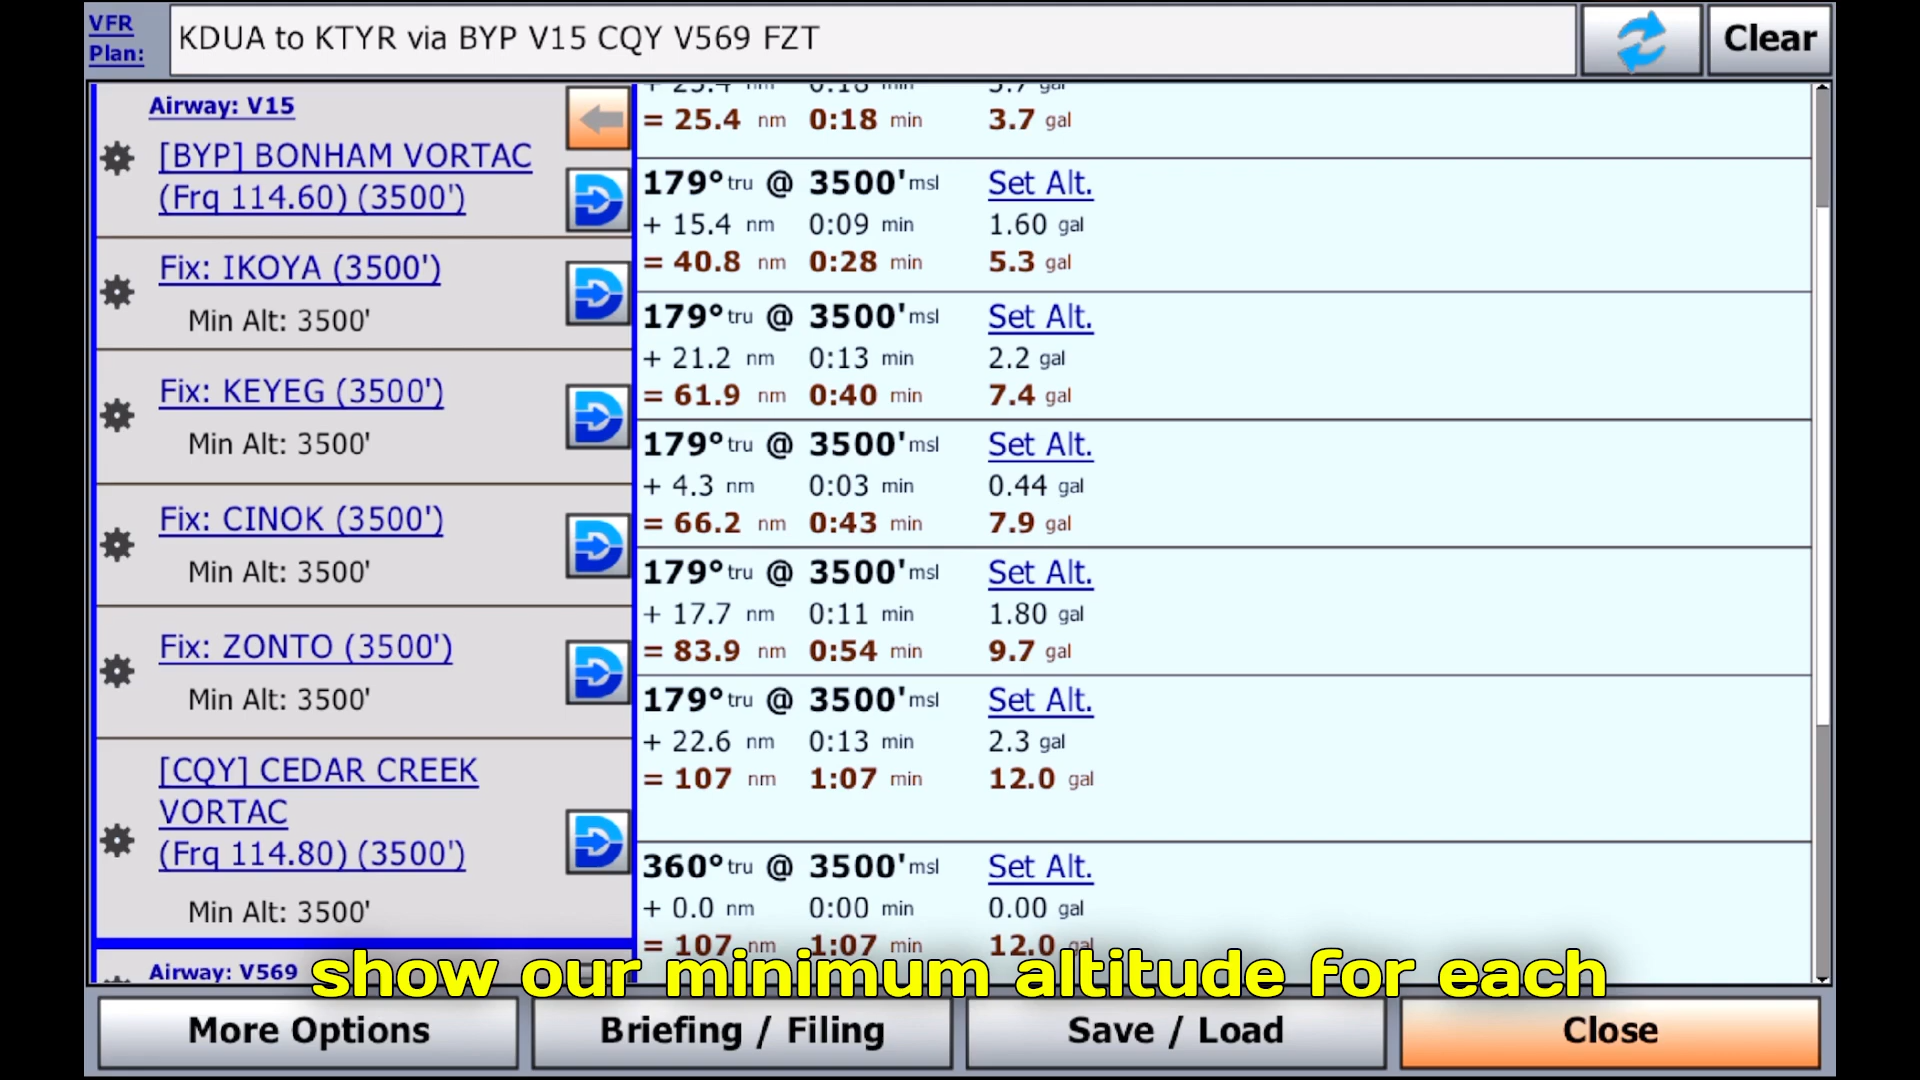 VFR
Plan:
KDUA to KTYR via BYP V15 CQY V569 FZT
Clear
Airway: V15
[BYP] BONHAM VORTAC
(Frq 114.60) (3500')
Fix: IKOYA (3500')
Min Alt: 3500'
Fix: KEYEG (3500')
Min Alt: 3500'
Fix: CINOK (3500')
Min Alt: 3500'
Fix: ZONTO (3500')
Min Alt: 3500'
[CQY] CEDAR CREEK
VORTAC
(Frq 114.80) (3500')
Min Alt: 3500'
Airway: V569
+ 25.4 nm 0:18 min 3.7 gal
= 25.4 nm 0:18 min 3.7 gal
179° tru @ 3500' msl Set Alt.
+ 15.4 nm 0:09 min 1.60 gal
= 40.8 nm 0:28 min 5.3 gal
179° tru @ 3500' msl Set Alt.
+ 21.2 nm 0:13 min 2.2 gal
= 61.9 nm 0:40 min 7.4 gal
179° tru @ 3500' msl Set Alt.
+ 4.3 nm 0:03 min 0.44 gal
= 66.2 nm 0:43 min 7.9 gal
179° tru @ 3500' msl Set Alt.
+ 17.7 nm 0:11 min 1.80 gal
= 83.9 nm 0:54 min 9.7 gal
179° tru @ 3500' msl Set Alt.
+ 22.6 nm 0:13 min 2.3 gal
= 107 nm 1:07 min 12.0 gal
360° tru @ 3500' msl Set Alt.
+ 0.0 nm 0:00 min 0.00 gal
= 107 nm 1:07 min 12.0 gal
show our minimum altitude for each
More Options
Briefing / Filing
Save / Load
Close